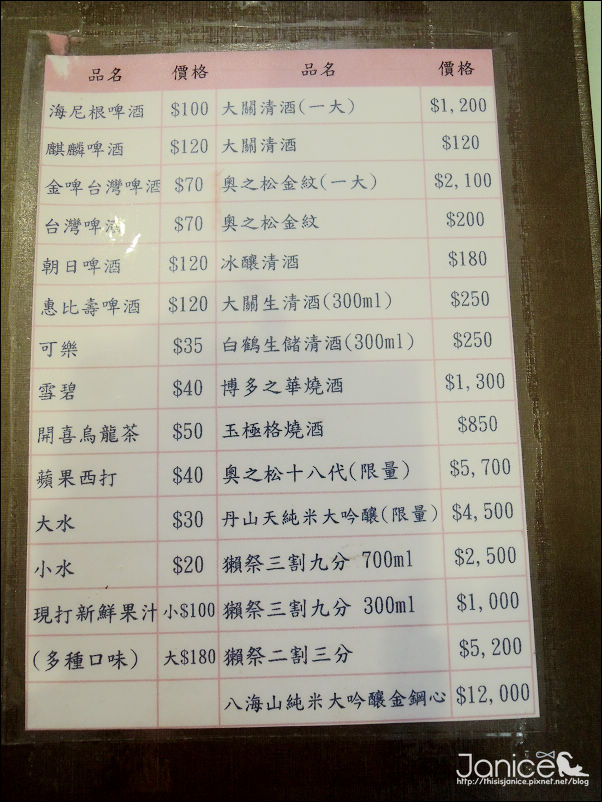 品名 價格 品名 價格
海尼根啤酒 $100 大關清酒(一大) $1,200
麒麟啤酒 $120 大關清酒 $120
金啤台灣啤酒 $70 奧之松金紋(一大) $2,100
台灣啤酒 $70 奧之松金紋 $200
朝日啤酒 $120 冰釀清酒 $180
惠比壽啤酒 $120 大關生清酒(300ml) $250
可樂 $35 白鶴生儲清酒(300ml) $250
雪碧 $40 博多之華燒酒 $1,300
開喜烏龍茶 $50 玉極格燒酒 $850
蘋果西打 $40 奧之松十八代(限量) $5,700
大水 $30 丹山天純米大吟釀(限量) $4,500
小水 $20 獺祭三割九分 700ml $2,500
現打新鮮果汁 小$100 獺祭三割九分 300ml $1,000
(多種口味) 大$180 獺祭二割三分 $5,200
八海山純米大吟釀金鋼心 $12,000
Janice
http://thisisjanice.pixnet.net/blog